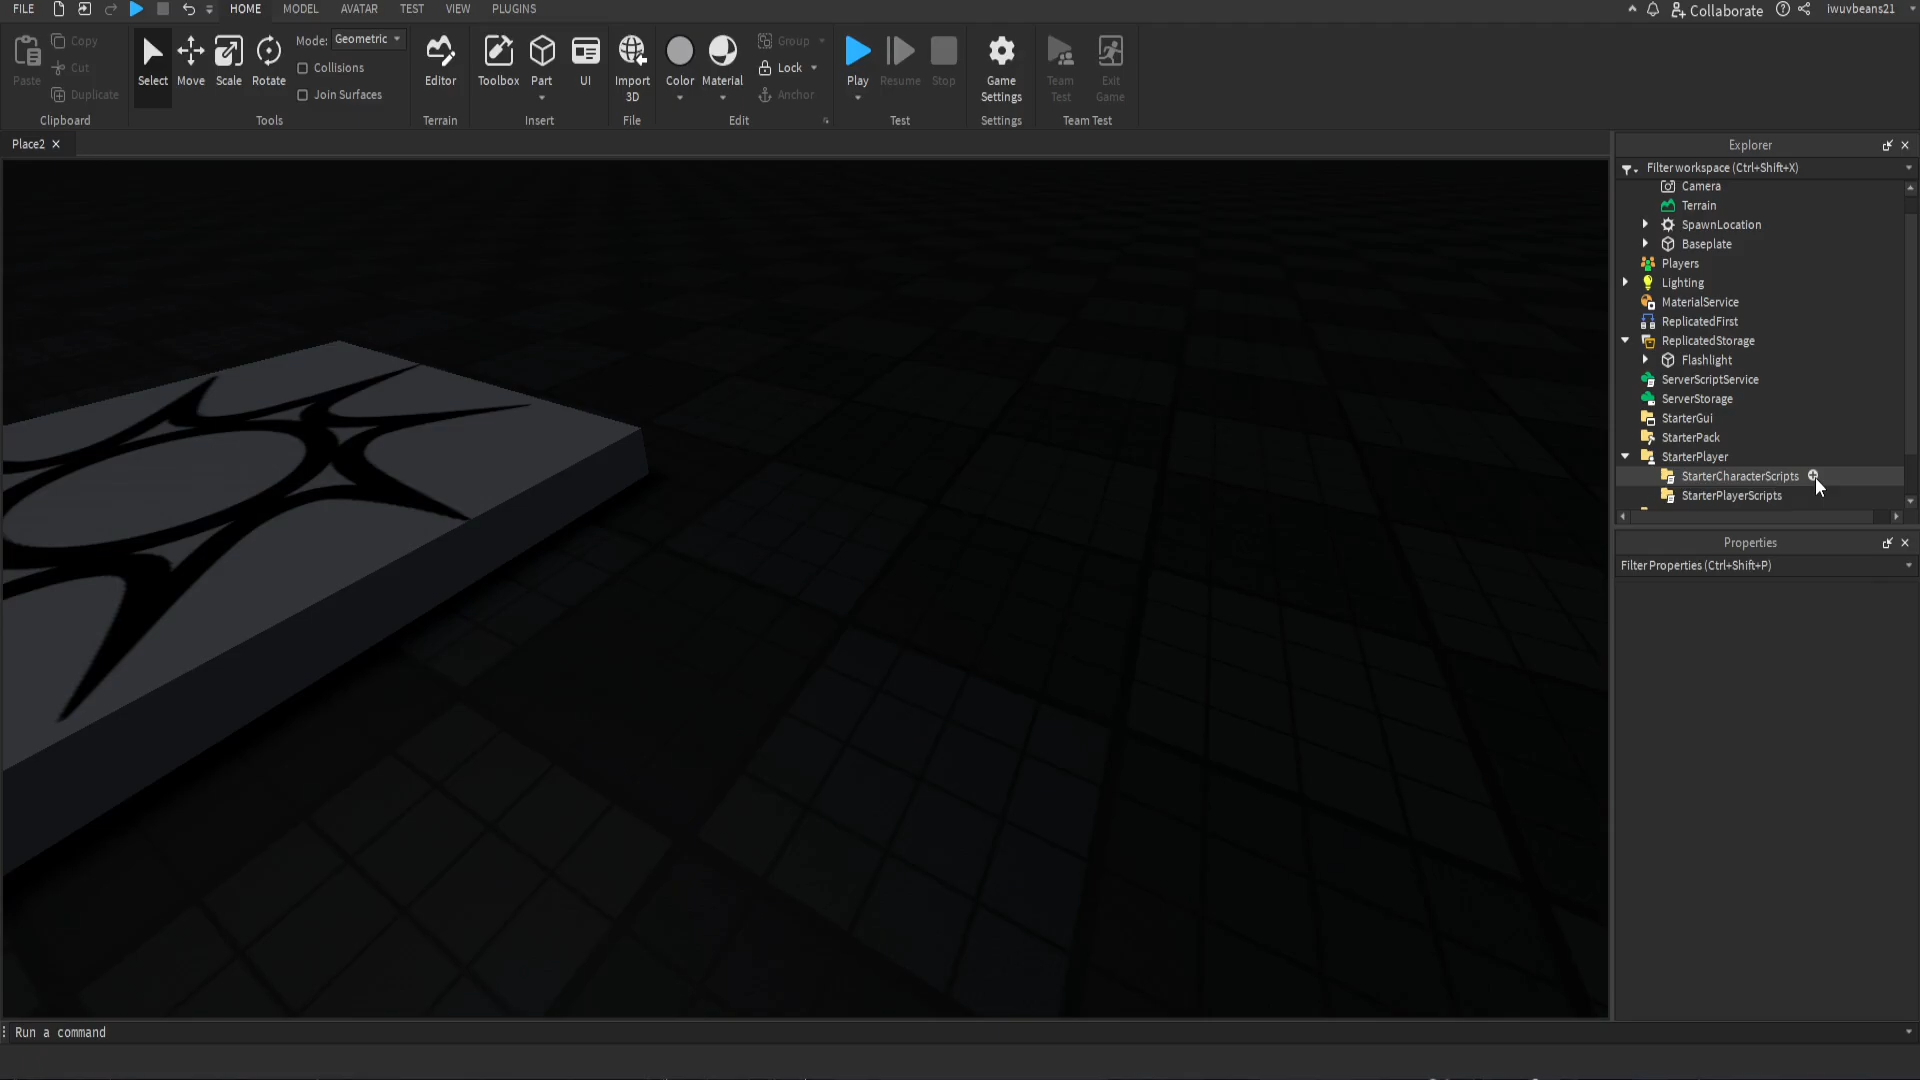 FILE HOME MODEL AVATAR TEST VIEW PLUGINS Collaborate iwuvbeans21
Paste Copy Cut Duplicate
Clipboard
Select Move Scale Rotate Mode: Geometric
Collisions
Join Surfaces
Tools
Editor
Terrain
Toolbox Part UI
Insert
Import
3D
File
Color Material Group Lock Anchor
Edit
Play Resume Stop
Test
Game
Settings
Settings
Team
Test
Exit
Game
Team Test
Place2
Explorer
Filter workspace (Ctrl+Shift+X)
Camera
Terrain
SpawnLocation
Baseplate
Players
Lighting
MaterialService
ReplicatedFirst
ReplicatedStorage
Flashlight
ServerScriptService
ServerStorage
StarterGui
StarterPack
StarterPlayer
StarterCharacterScripts
StarterPlayerScripts
Properties
Filter Properties (Ctrl+Shift+P)
Run a command